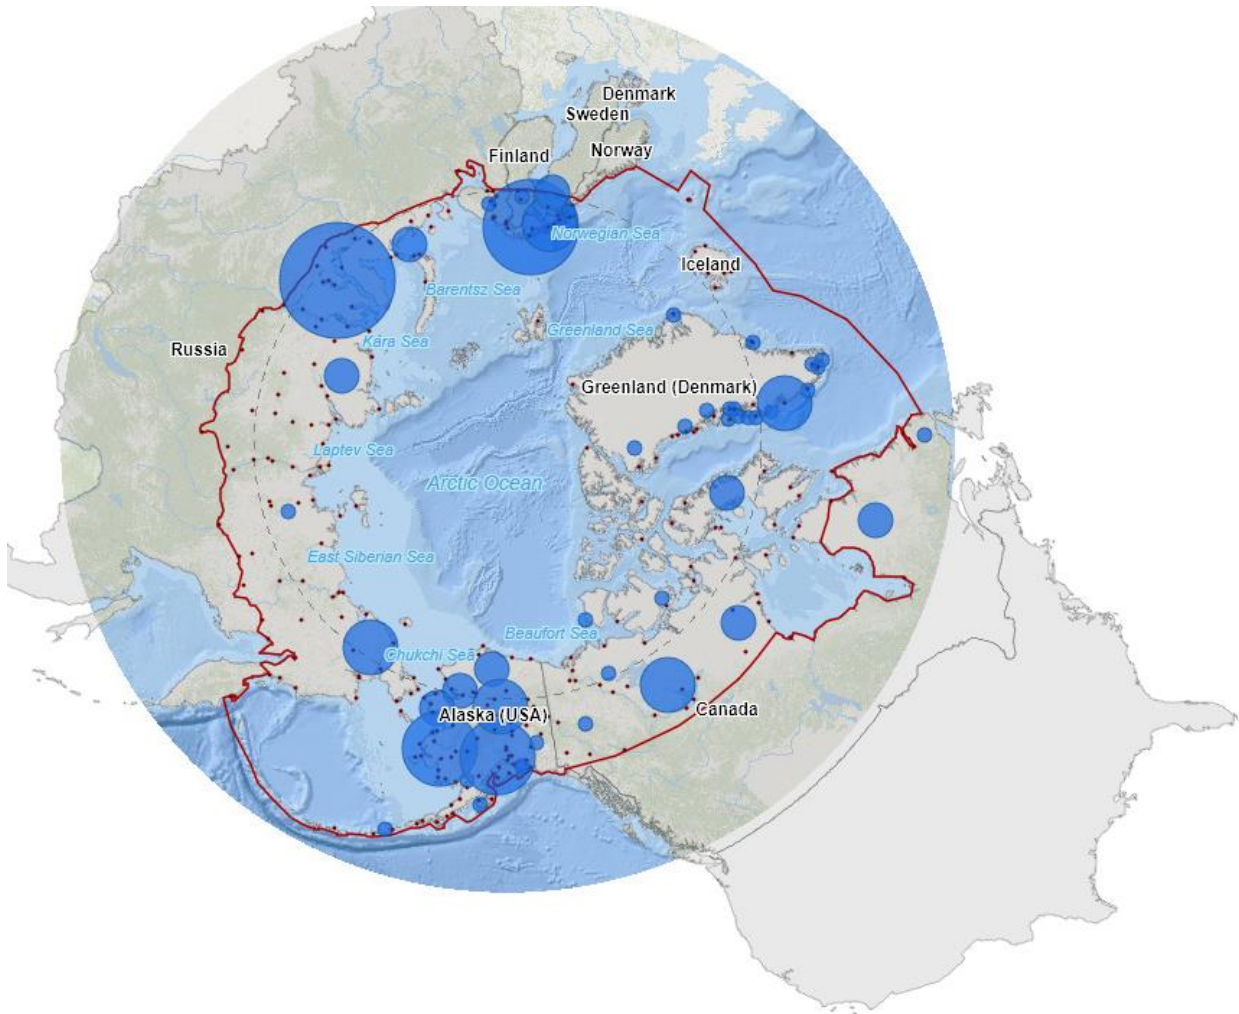 Denmark
Sweden
Finland
Norway
Norwegian Sea
Iceland
Barentsz Sea
Greenland Sea
Kara Sea
Russia
Greenland (Denmark)
Laptev Sea
Arctic Ocean
East Siberian Sea
Beaufort Sea
Chukchi Sea
Canada
Alaska (USA)